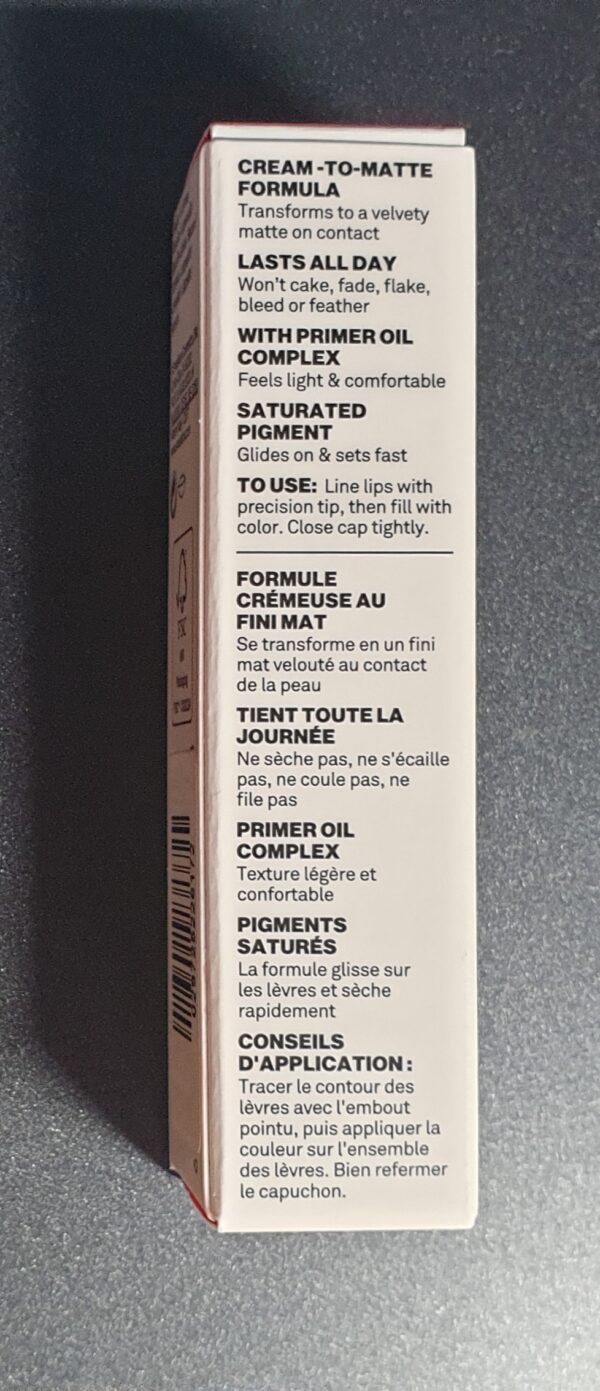 CREAM -TO-MATTE
FORMULA
Transforms to a velvety
matte on contact
LASTS ALL DAY
Won't cake, fade, flake,
bleed or feather
WITH PRIMER OIL
COMPLEX
Feels light & comfortable
SATURATED
PIGMENT
Glides on & sets fast
TO USE: Line lips with
precision tip, then fill with
color. Close cap tightly.
FORMULE
CRÉMEUSE AU
FINI MAT
Se transforme en un fini
mat velouté au contact
de la peau
TIENT TOUTE LA
JOURNÉE
Ne sèche pas, ne s'écaille
pas, ne coule pas, ne
file pas
PRIMER OIL
COMPLEX
Texture légère et
confortable
PIGMENTS
SATURÉS
La formule glisse sur
les lèvres et sèche
rapidement
CONSEILS
D'APPLICATION :
Tracer le contour des
lèvres avec l'embout
pointu, puis appliquer la
couleur sur l'ensemble
des lèvres. Bien refermer
le capuchon.